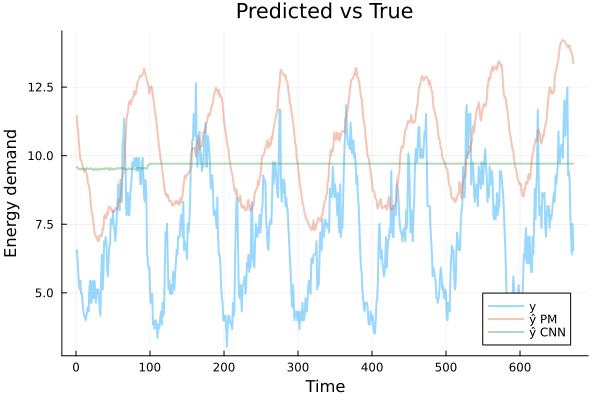 Predicted vs True
Energy demand
12.5
10.0
7.5
5.0
0 100 200 300 400 500 600
Time
y
ŷ PM
ŷ CNN